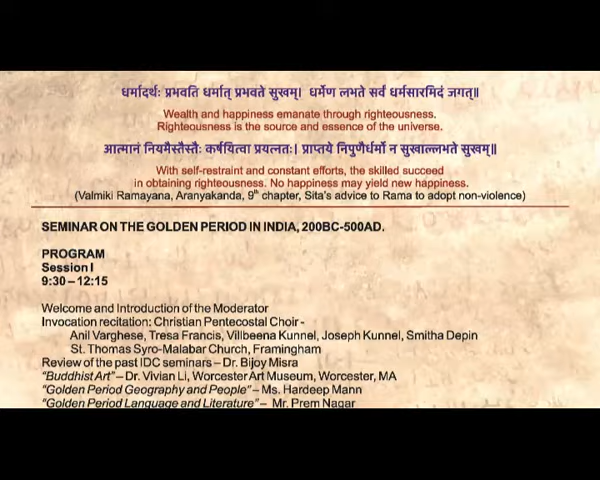 धर्मादर्थः प्रभवति धर्मात् प्रभवते सुखम्। धर्मेण लभते सर्वं धर्मसारमिदं जगत्॥
Wealth and happiness emanate through righteousness.
Righteousness is the source and essence of the universe.
आत्मानं नियमैस्तैस्तैः कर्षयित्वा प्रयत्नतः। प्राप्तये निपुणैर्धर्मो न सुखाल्लभते सुखम्॥
With self-restraint and constant efforts, the skilled succeed
in obtaining righteousness. No happiness may yield new happiness.
(Valmiki Ramayana, Aranyakanda, 9th chapter, Sita's advice to Rama to adopt non-violence)
SEMINAR ON THE GOLDEN PERIOD IN INDIA, 200BC-500AD.
PROGRAM
Session I
9:30 – 12:15
Welcome and Introduction of the Moderator
Invocation recitation: Christian Pentecostal Choir -
Anil Varghese, Tresa Francis, Villbeena Kunnel, Joseph Kunnel, Smitha Depin
St. Thomas Syro-Malabar Church, Framingham
Review of the past IDC seminars – Dr. Bijoy Misra
"Buddhist Art" – Dr. Vivian Li, Worcester Art Museum, Worcester, MA
"Golden Period Geography and People" – Ms. Hardeep Mann
"Golden Period Language and Literature" – Mr. Prem Nagar